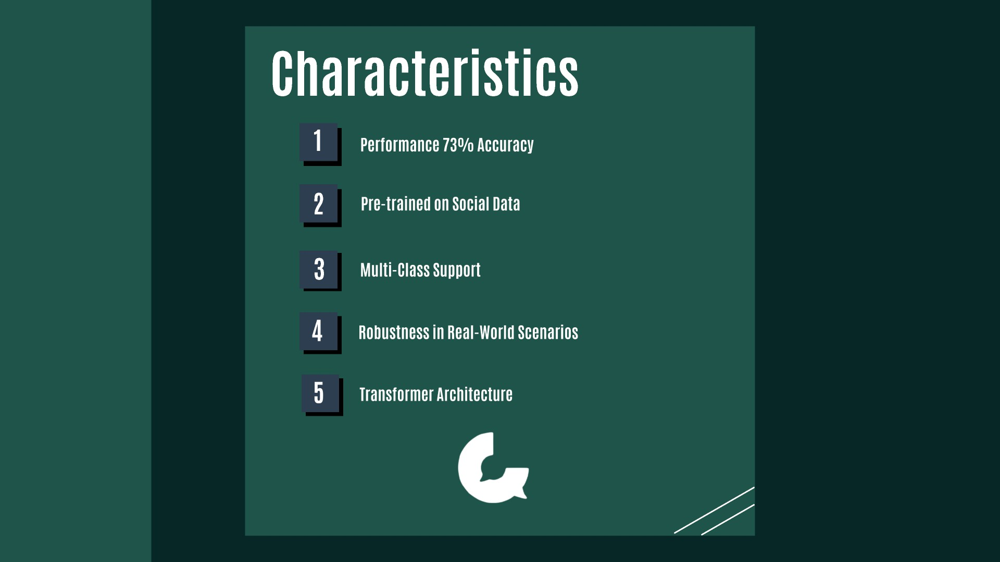 Characteristics
1
Performance 73% Accuracy
2
Pre-trained on Social Data
3
Multi-Class Support
4
Robustness in Real-World Scenarios
5
Transformer Architecture